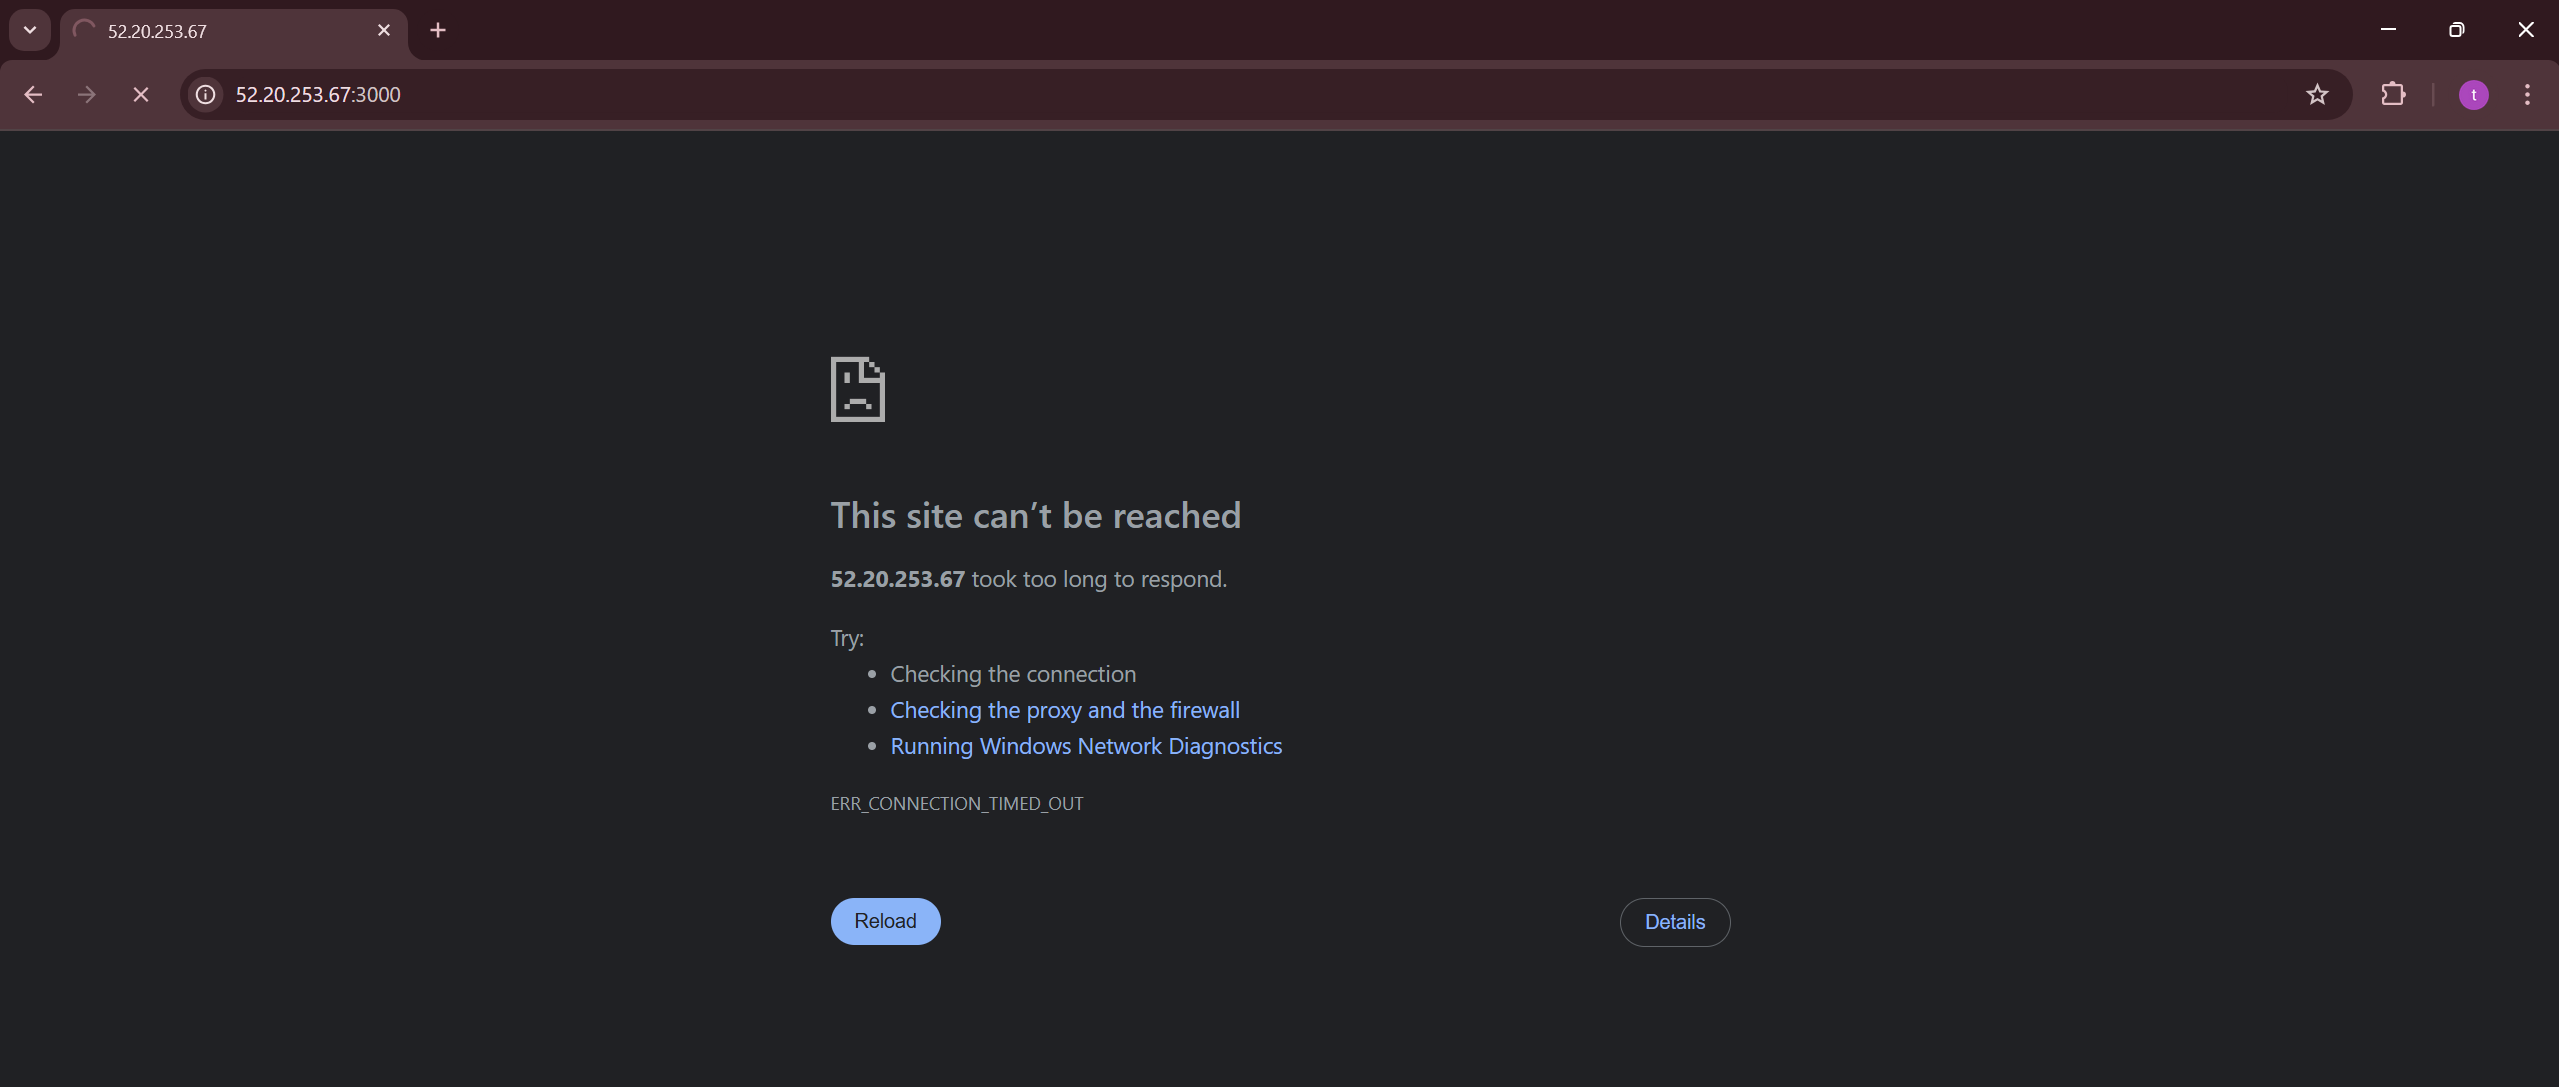 52.20.253.67
52.20.253.67:3000
t
This site can’t be reached
52.20.253.67 took too long to respond.
Try:
Checking the connection
Checking the proxy and the firewall
Running Windows Network Diagnostics
ERR_CONNECTION_TIMED_OUT
Reload
Details